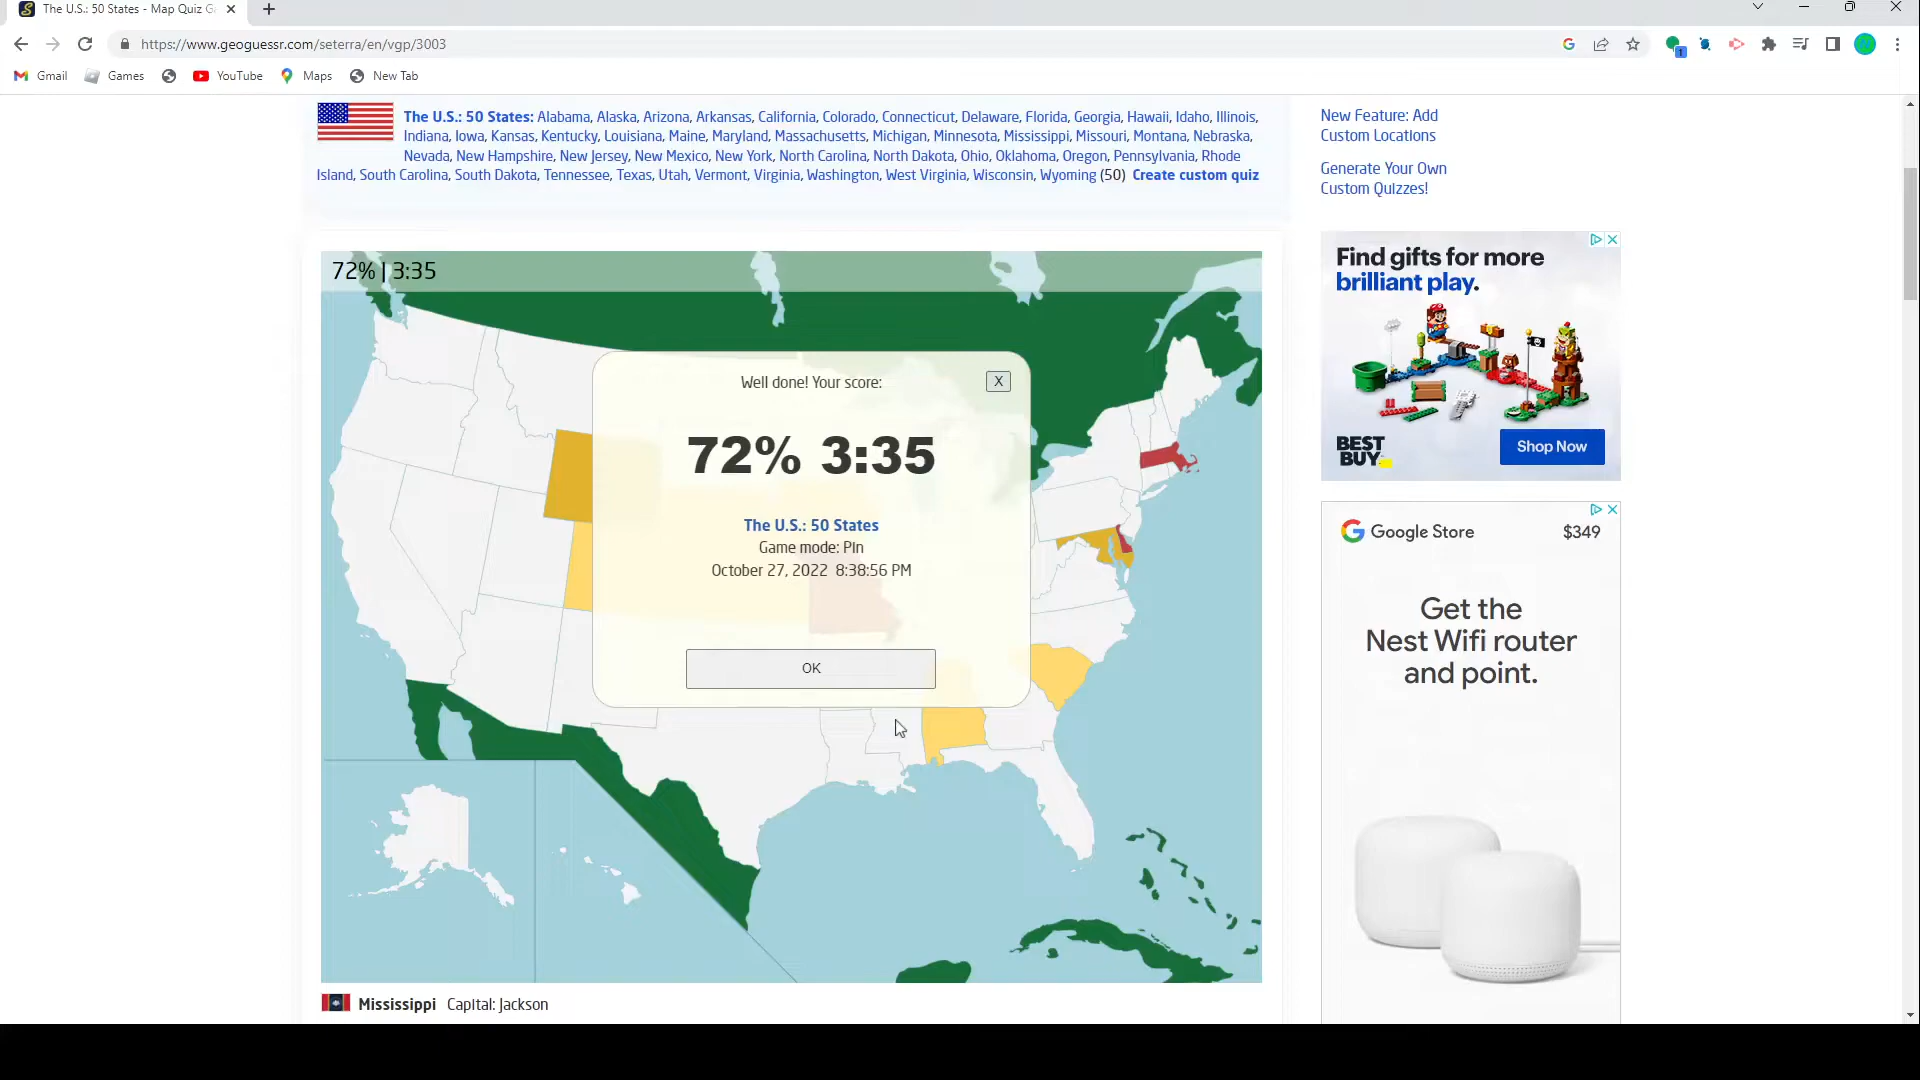 The U.S.: 50 States - Map Quiz G
https://www.geoguessr.com/seterra/en/vgp/3003
1
Gmail Games YouTube Maps New Tab
The U.S.: 50 States: Alabama, Alaska, Arizona, Arkansas, California, Colorado, Connecticut, Delaware, Florida, Georgia, Hawaii, Idaho, Illinois,
Indiana, Iowa, Kansas, Kentucky, Louisiana, Maine, Maryland, Massachusetts, Michigan, Minnesota, Mississippi, Missouri, Montana, Nebraska,
Nevada, New Hampshire, New Jersey, New Mexico, New York, North Carolina, North Dakota, Ohio, Oklahoma, Oregon, Pennsylvania, Rhode
Island, South Carolina, South Dakota, Tennessee, Texas, Utah, Vermont, Virginia, Washington, West Virginia, Wisconsin, Wyoming (50) Create custom quiz
New Feature: Add
Custom Locations
Generate Your Own
Custom Quizzes!
72% | 3:35
Well done! Your score:
X
72% 3:35
The U.S.: 50 States
Game mode: Pin
October 27, 2022 8:38:56 PM
OK
Find gifts for more
brilliant play.
BEST
BUY
Shop Now
Google Store $349
Get the
Nest Wifi router
and point.
Mississippi Capital: Jackson